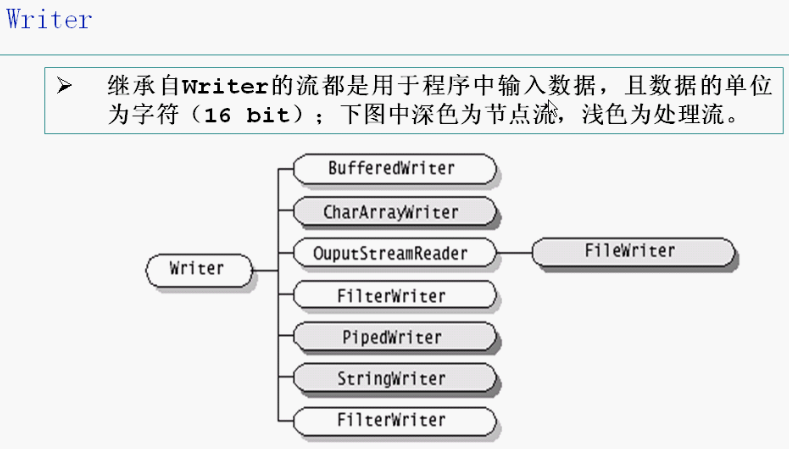 Writer
➢ 继承自Writer的流都是用于程序中输入数据，且数据的单位
为字符（16 bit）；下图中深色为节点流，浅色为处理流。
BufferedWriter
CharArrayWriter
OuputStreamReader
FileWriter
Writer
FilterWriter
PipedWriter
StringWriter
FilterWriter